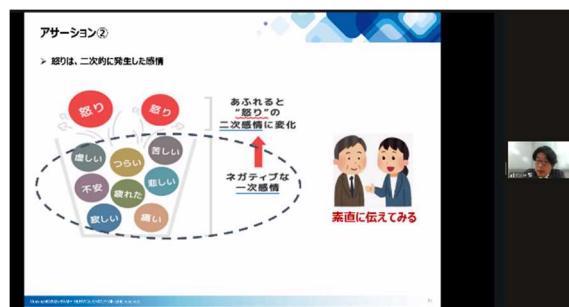 アサーション②
➢ 怒りは、二次的に発生した感情
怒り
怒り
あふれると
“怒り”の
二次感情に変化
虚しい
つらい
苦しい
不安
疲れた
悲しい
寂しい
痛い
ネガティブな
一次感情
素直に伝えてみる